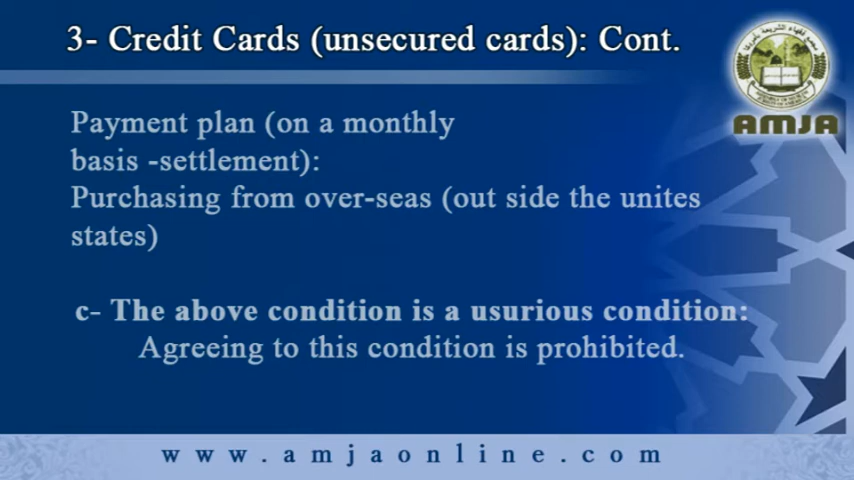 3- Credit Cards (unsecured cards): Cont.
AMJA
Payment plan (on a monthly
basis -settlement):
Purchasing from over-seas (out side the unites
states)
c- The above condition is a usurious condition:
Agreeing to this condition is prohibited.
www.amjaonline.com